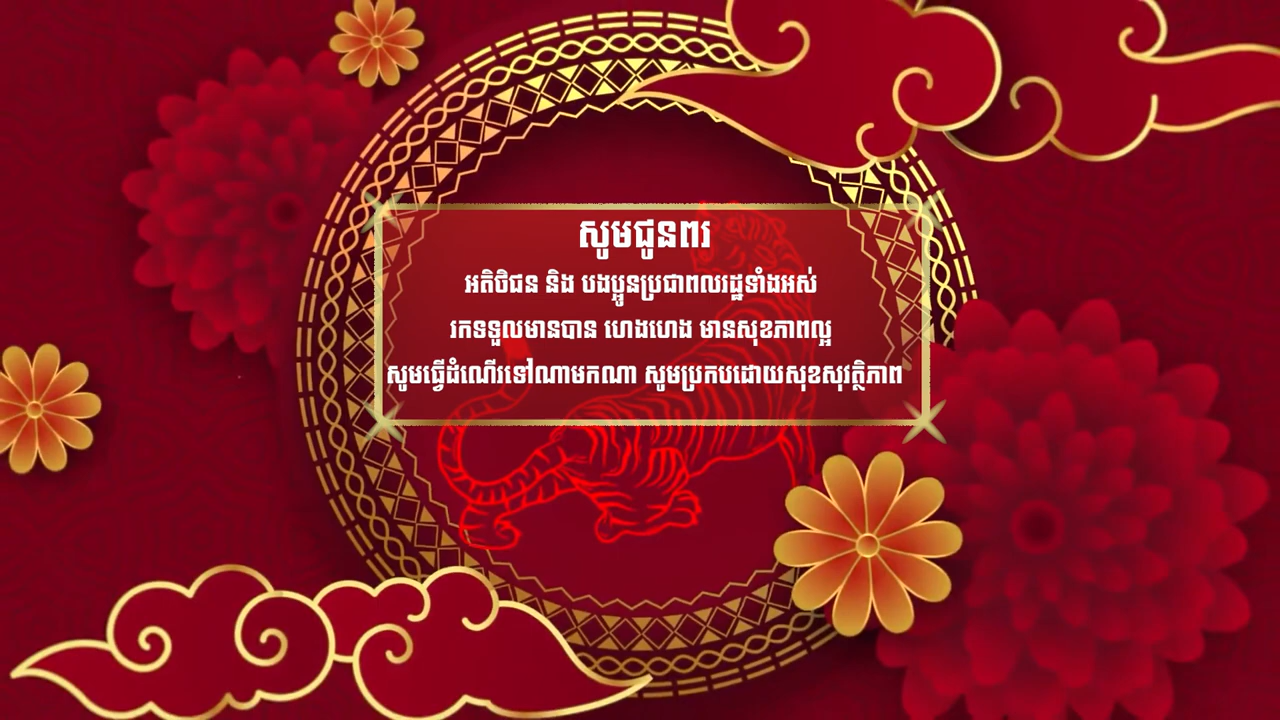 សូមជូនពរ
អតិថិជន និង បងប្អូនប្រជាពលរដ្ឋទាំងអស់
រកទទួលមានបាន ហេងហេង មានសុខភាពល្អ
សូមធ្វើដំណើរទៅណាមកណា សូមប្រកបដោយសុខសុវត្ថិភាព